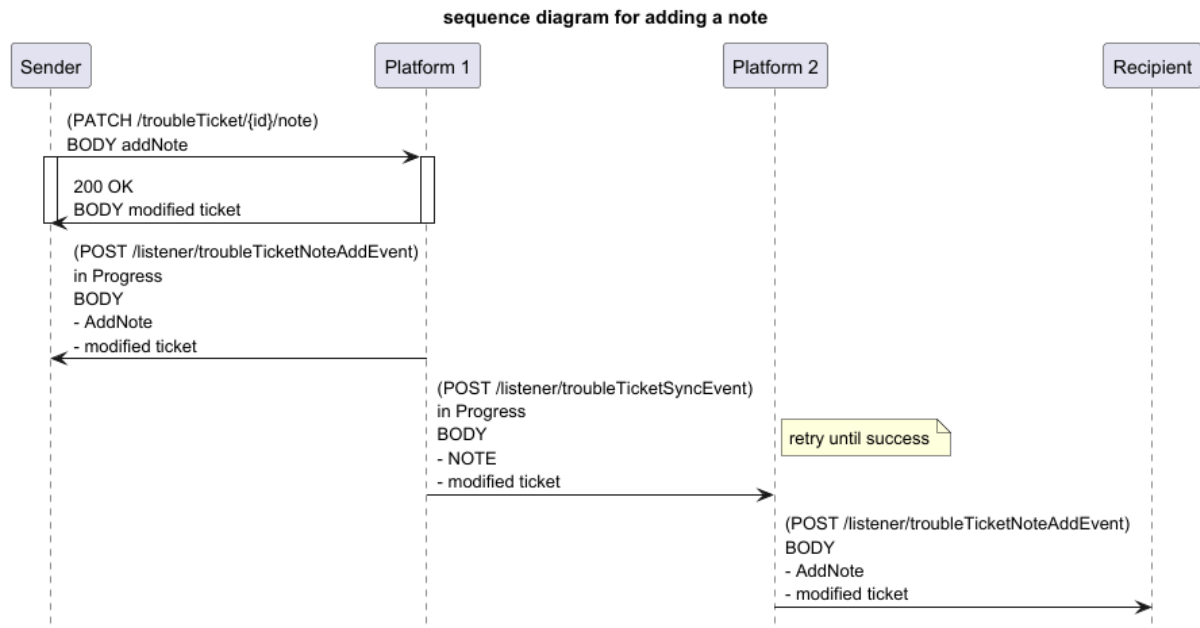 sequence diagram for adding a note
Sender
Platform 1
Platform 2
Recipient
(PATCH /troubleTicket/{id}/note)
BODY addNote
200 OK
BODY modified ticket
(POST /listener/troubleTicketNoteAddEvent)
in Progress
BODY
- AddNote
- modified ticket
(POST /listener/troubleTicketSyncEvent)
in Progress
BODY
- NOTE
- modified ticket
retry until success
(POST /listener/troubleTicketNoteAddEvent)
BODY
- AddNote
- modified ticket